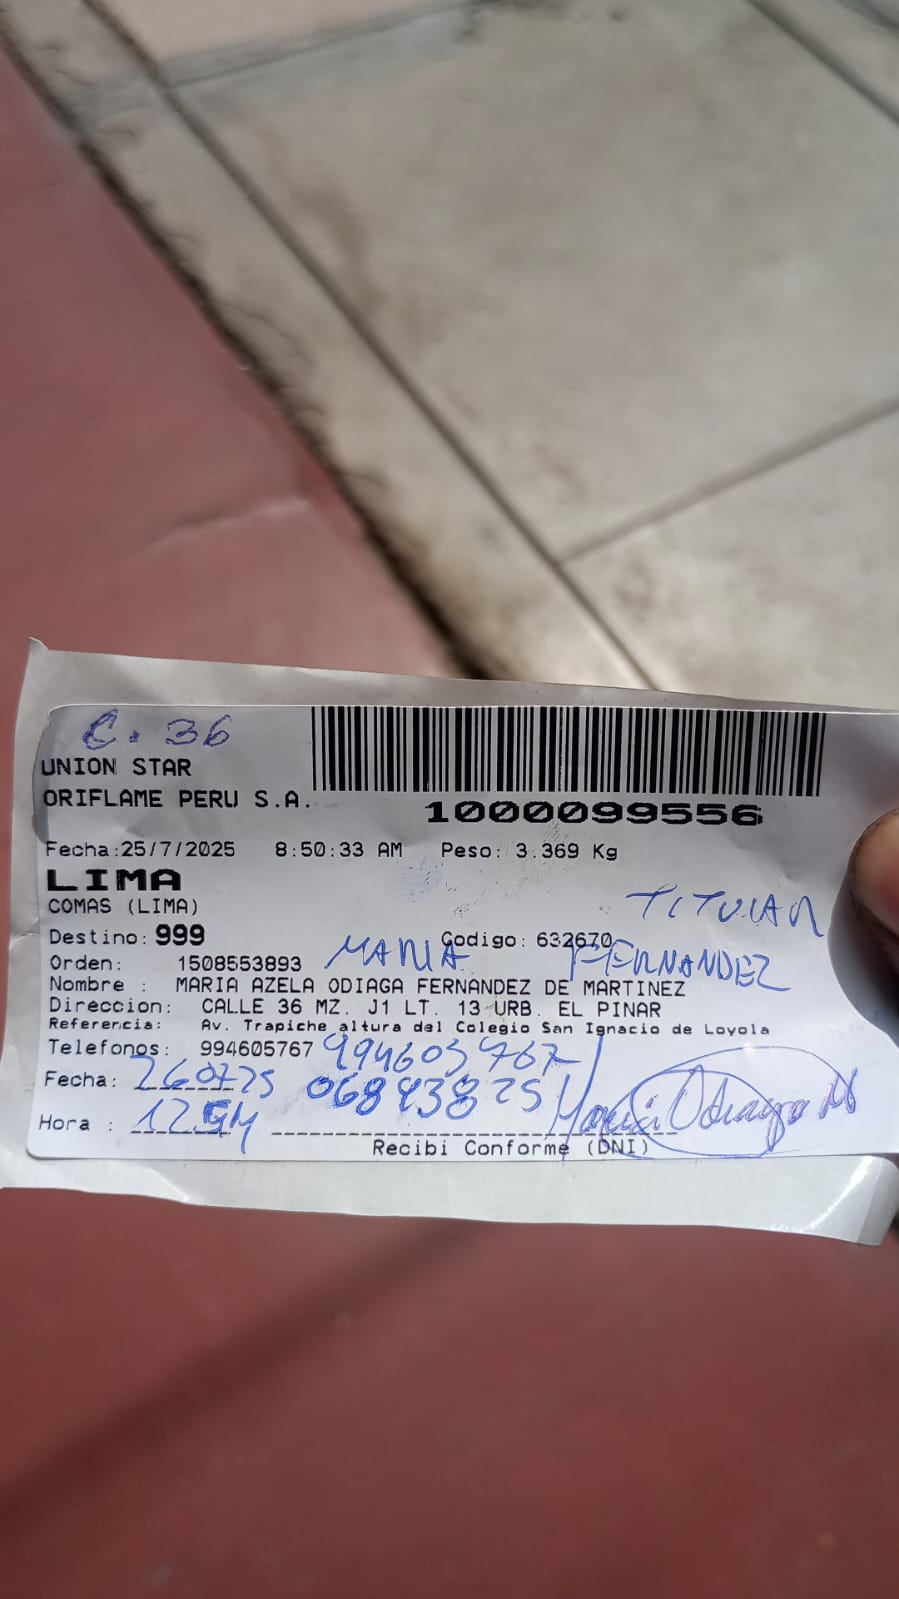 C. 36
UNION STAR
ORIFLAME PERU S.A.
1000099556
Fecha:25/7/2025 8:50:33 AM Peso: 3.369 Kg
LIMA
COMAS (LIMA)
TITULAR
Destino: 999 Codigo: 632670
MARIA FERNANDEZ
Orden: 1508553893
Nombre : MARIA AZELA ODIAGA FERNANDEZ DE MARTINEZ
Direccion: CALLE 36 MZ. J1 LT. 13 URB. EL PINAR
Referencia: Av. Trapiche altura del Colegio San Ignacio de Loyola
Telefonos: 994605767 994605767
Fecha: 260725 06843825
Hora : Maria Odiaga
Recibi Conforme (DNI)